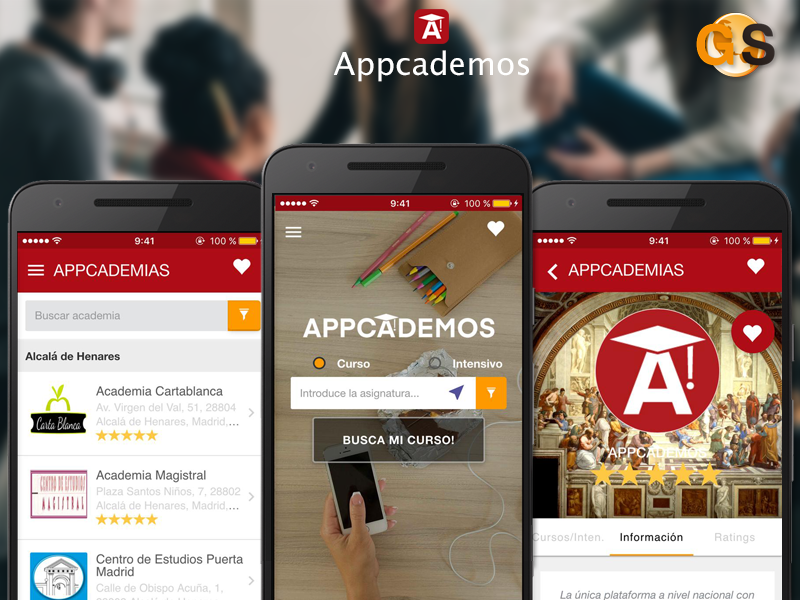 A!
Appcademos
GS
9:41
100 %
APPCADEMIAS
Buscar academia
Alcalá de Henares
Carta Blanca
Academia Cartablanca
Av. Virgen del Val, 51, 28804
Alcalá de Henares, Madrid,...
CENTRO DE ESTUDIOS
MAGISTRAL
Academia Magistral
Plaza Santos Niños, 7, 28802
Alcalá de Henares, Madrid,...
Centro de Estudios Puerta
Madrid
Calle de Obispo Acuña, 1,
9:41
100 %
APPCADEMOS
Curso
Intensivo
Introduce la asignatura...
BUSCA MI CURSO!
9:41
100 %
APPCADEMIAS
A!
APPCADEMOS
Cursos/Inten.
Información
Ratings
La única plataforma a nivel nacional con